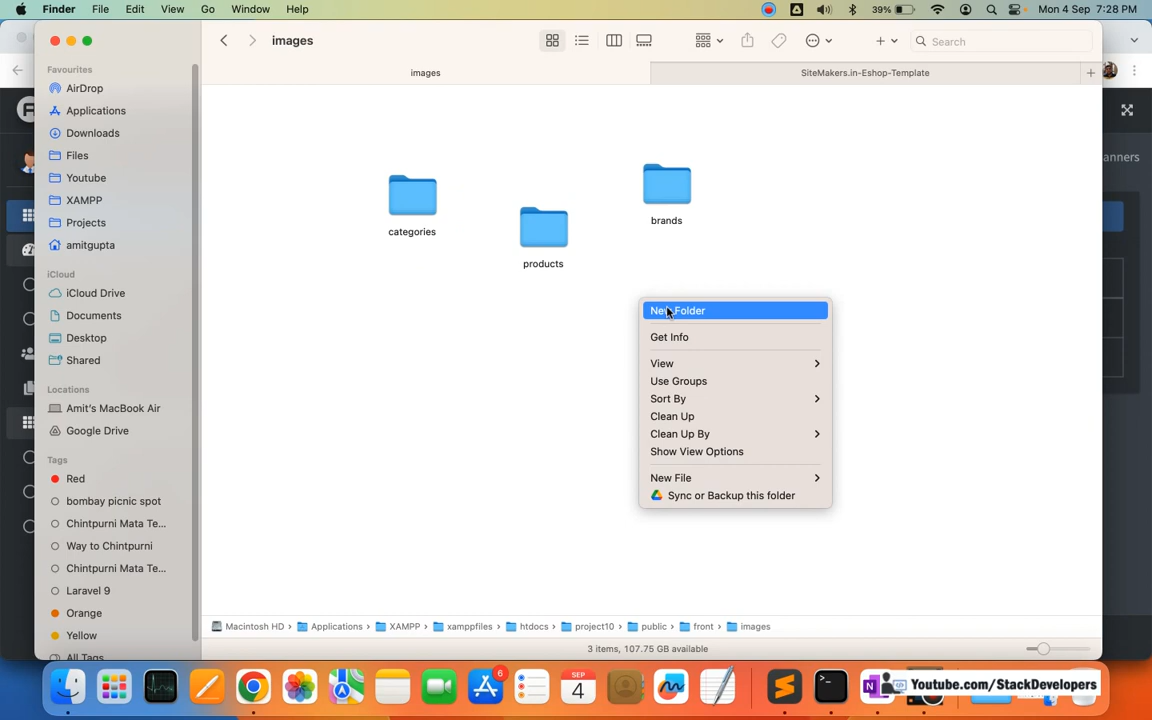 Finder File Edit View Go Window Help 39% Mon 4 Sep 7:28 PM
images Search
images SiteMakers.in-Eshop-Template
Favourites
AirDrop
Applications
Downloads
Files
Youtube
XAMPP
Projects
amitgupta
iCloud
iCloud Drive
Documents
Desktop
Shared
Locations
Amit's MacBook Air
Google Drive
Tags
Red
bombay picnic spot
Chintpurni Mata Te...
Way to Chintpurni
Chintpurni Mata Te...
Laravel 9
Orange
Yellow
All Tags
categories
products
brands
anners
New Folder
Get Info
View
Use Groups
Sort By
Clean Up
Clean Up By
Show View Options
New File
Sync or Backup this folder
Macintosh HD › Applications › XAMPP › xamppfiles › htdocs › project10 › public › front › images
3 items, 107.75 GB available
6
SEP
4
Youtube.com/StackDevelopers